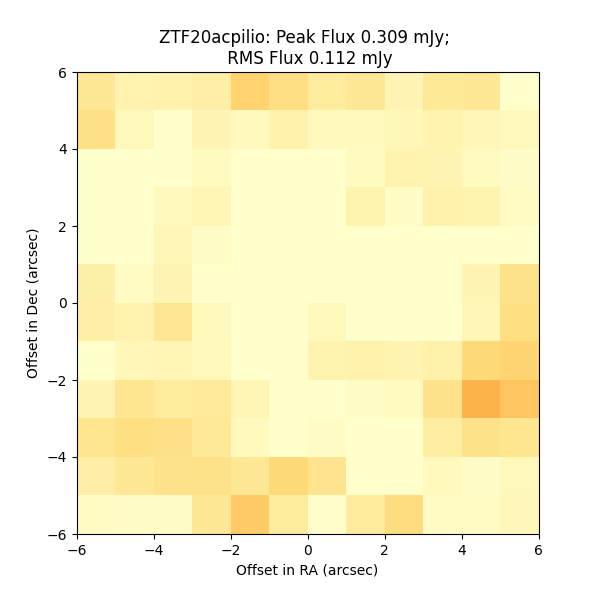 ZTF20acpilio: Peak Flux 0.309 mJy;
RMS Flux 0.112 mJy
6
4
2
0
−2
−4
−6
Offset in Dec (arcsec)
−6 −4 −2 0 2 4 6
Offset in RA (arcsec)